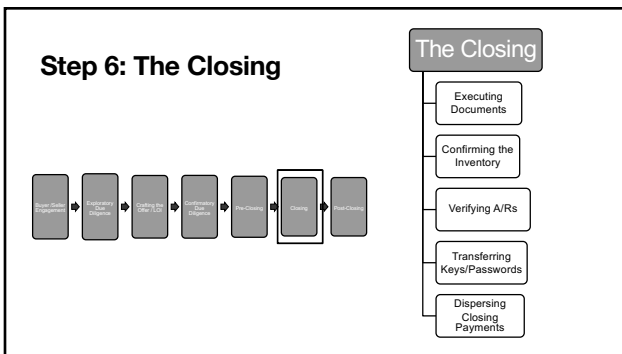 Step 6: The Closing
Buyer/Seller
Engagement
Exploratory
Due
Diligence
Crafting the
Offer / LOI
Confirmatory
Due
Diligence
Pre-Closing
Closing
Post-Closing
The Closing
Executing
Documents
Confirming the
Inventory
Verifying A/Rs
Transferring
Keys/Passwords
Dispersing
Closing
Payments